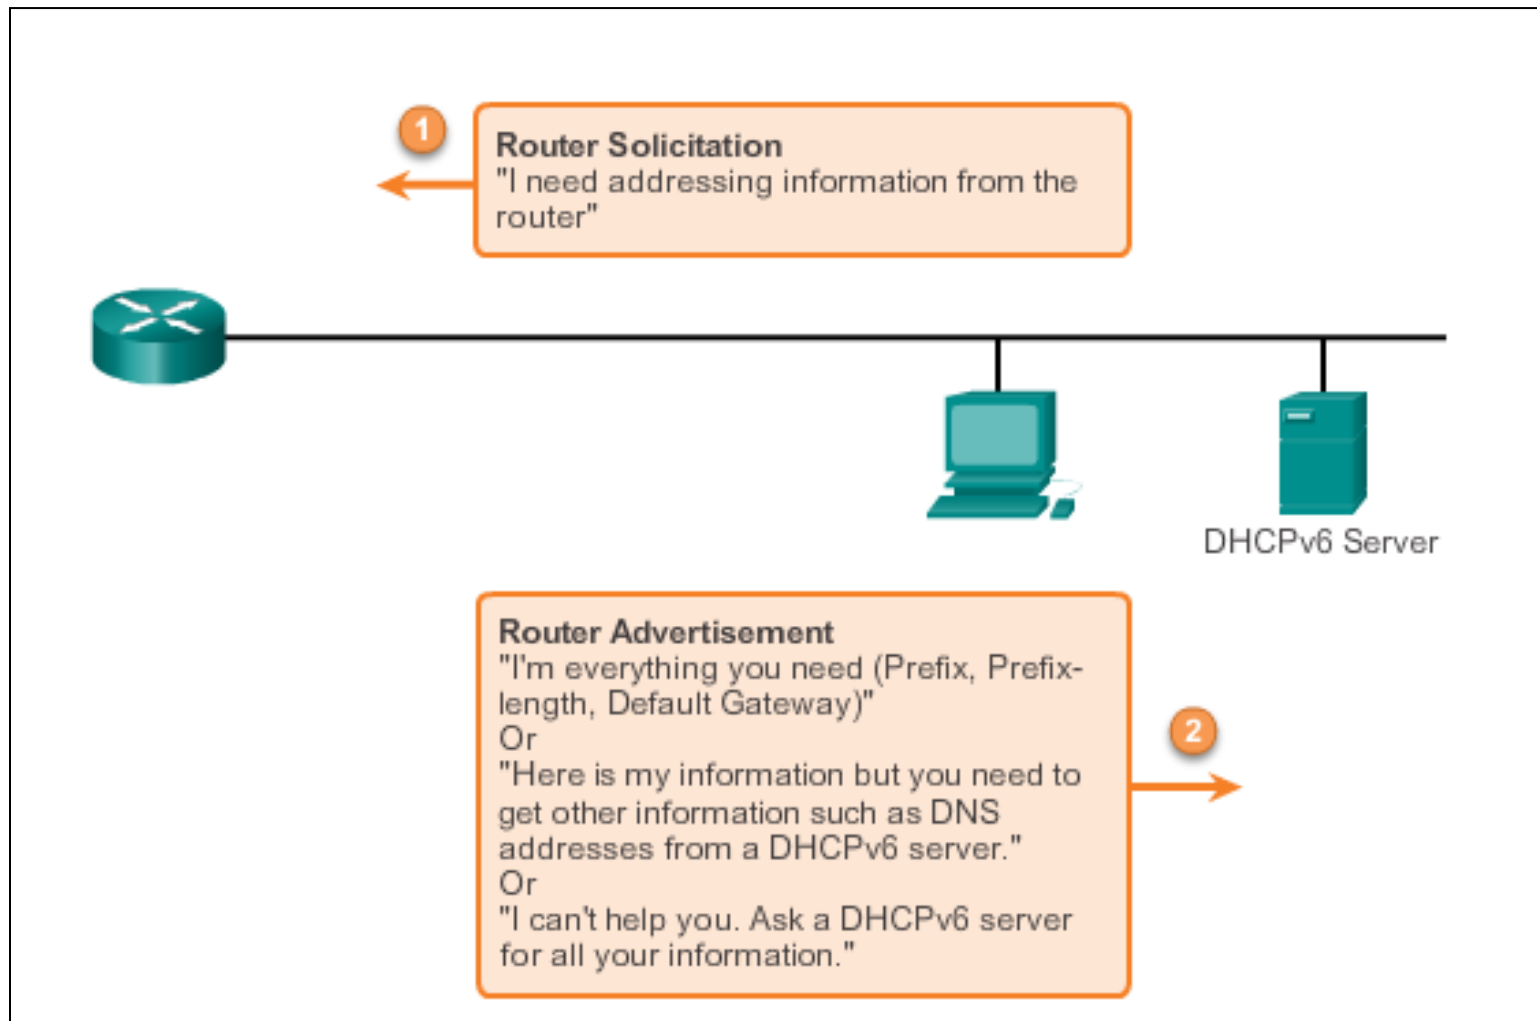 1
Router Solicitation
"I need addressing information from the
router"
DHCPv6 Server
Router Advertisement
"I'm everything you need (Prefix, Prefix-
length, Default Gateway)"
Or
"Here is my information but you need to
get other information such as DNS
addresses from a DHCPv6 server."
Or
"I can't help you. Ask a DHCPv6 server
for all your information."
2